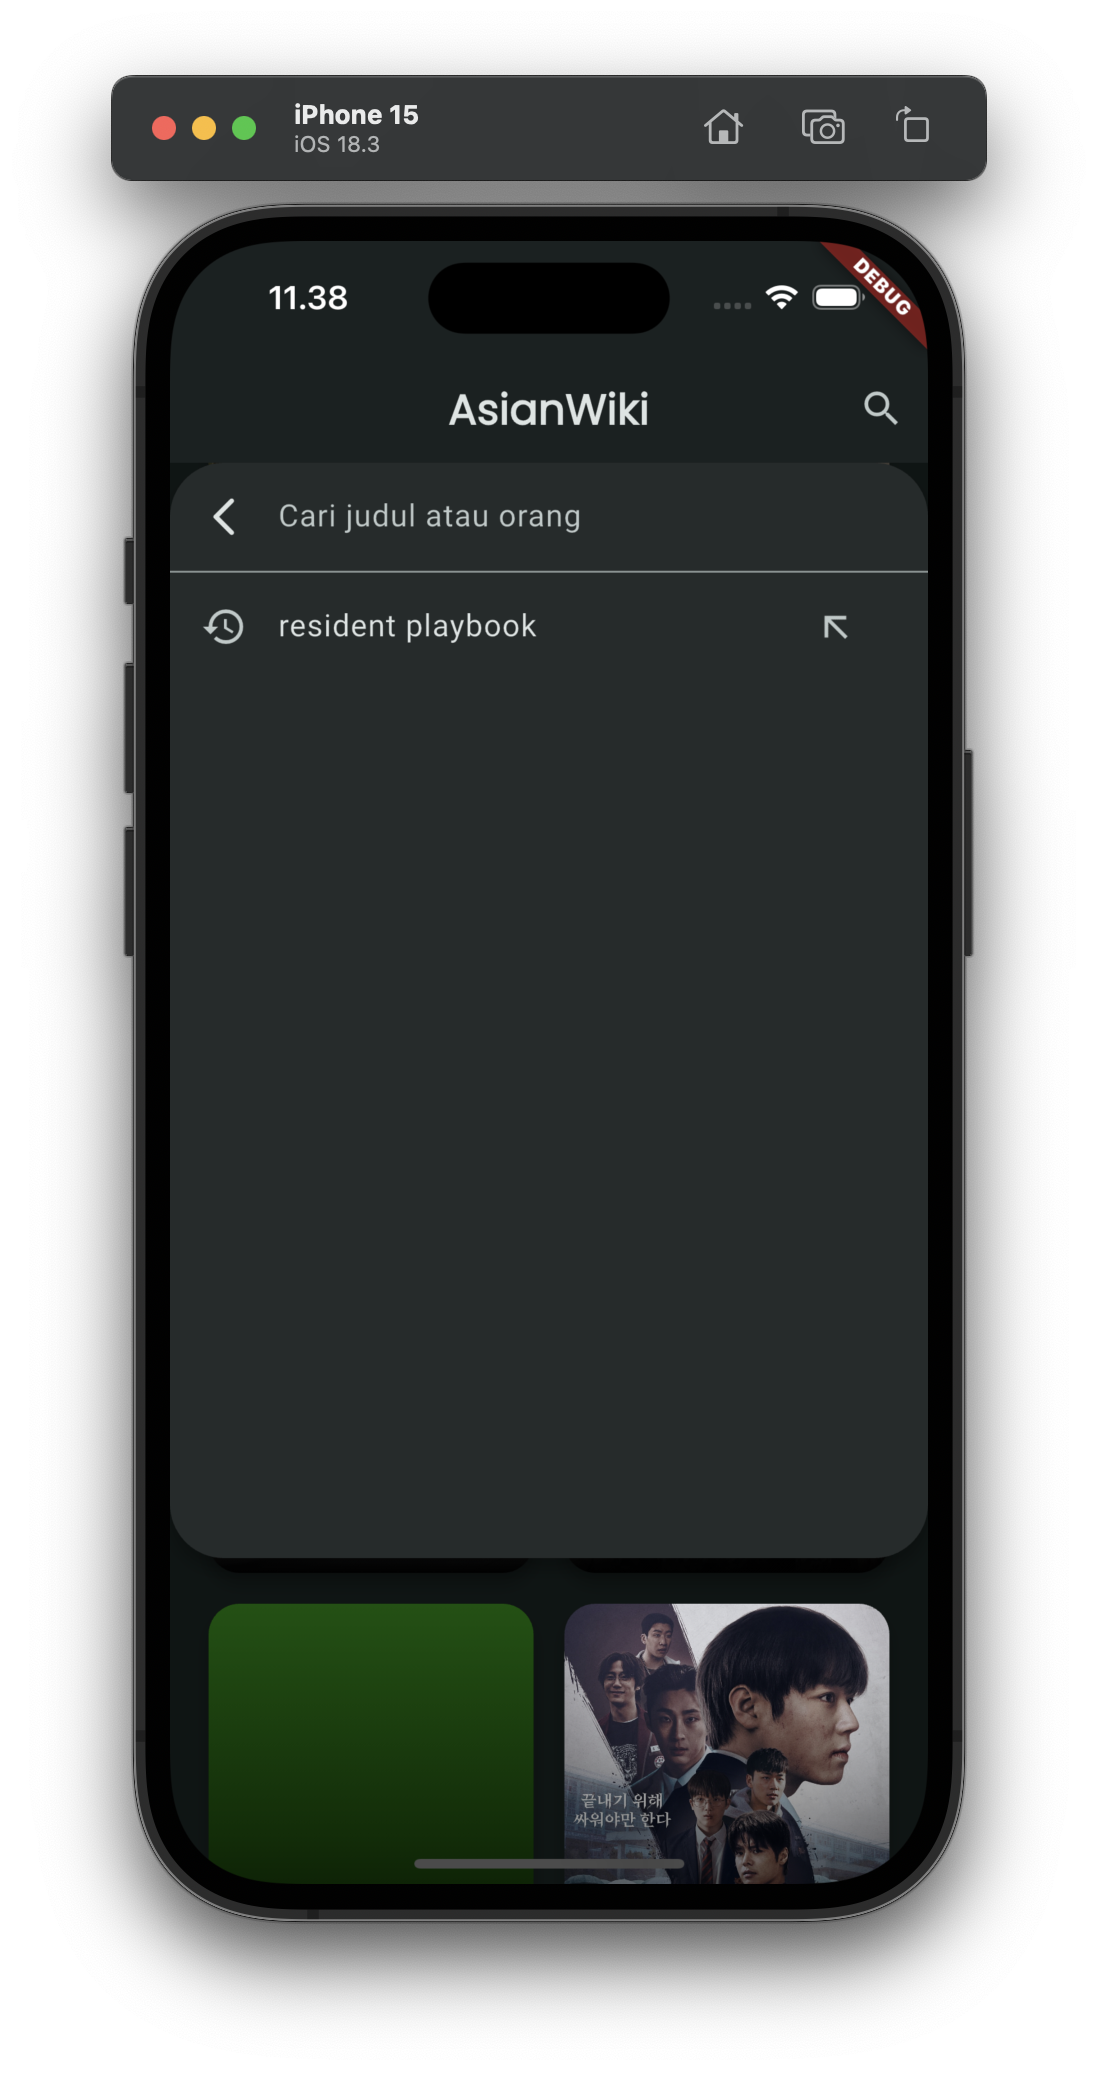 iPhone 15
iOS 18.3
11.38
DEBUG
AsianWiki
Cari judul atau orang
resident playbook
끝내기 위해
싸워야만 한다